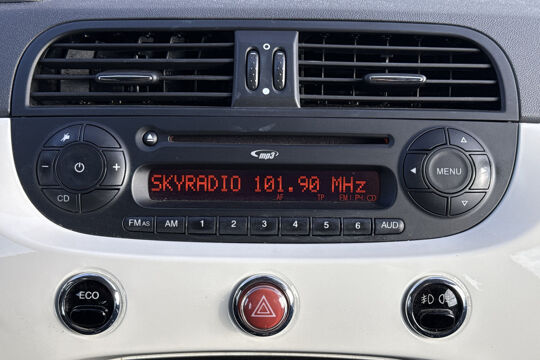 mp3
SKYRADIO 101.90 MHz
AF TP FM1 P4 CD
CD
MENU
FM AS AM 1 2 3 4 5 6 AUD
ECO